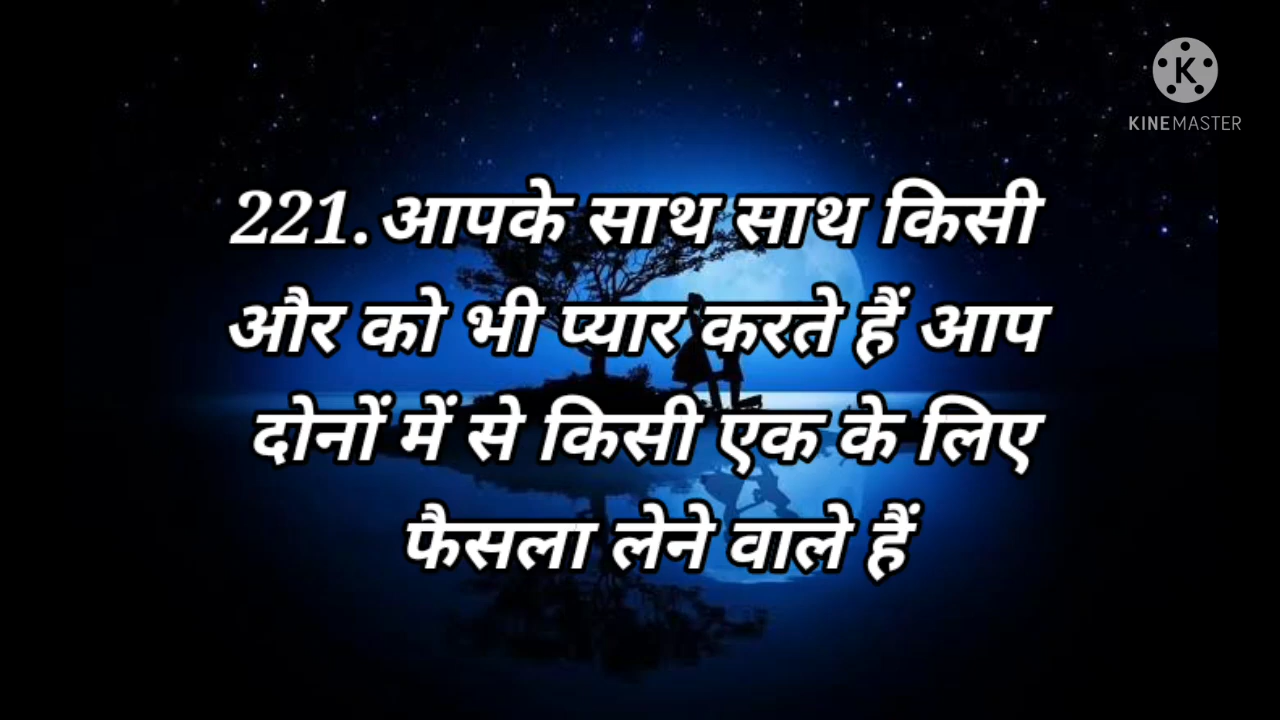 KINEMASTER
221.आपके साथ साथ किसी
और को भी प्यार करते हैं आप
दोनों में से किसी एक के लिए
फैसला लेने वाले हैं